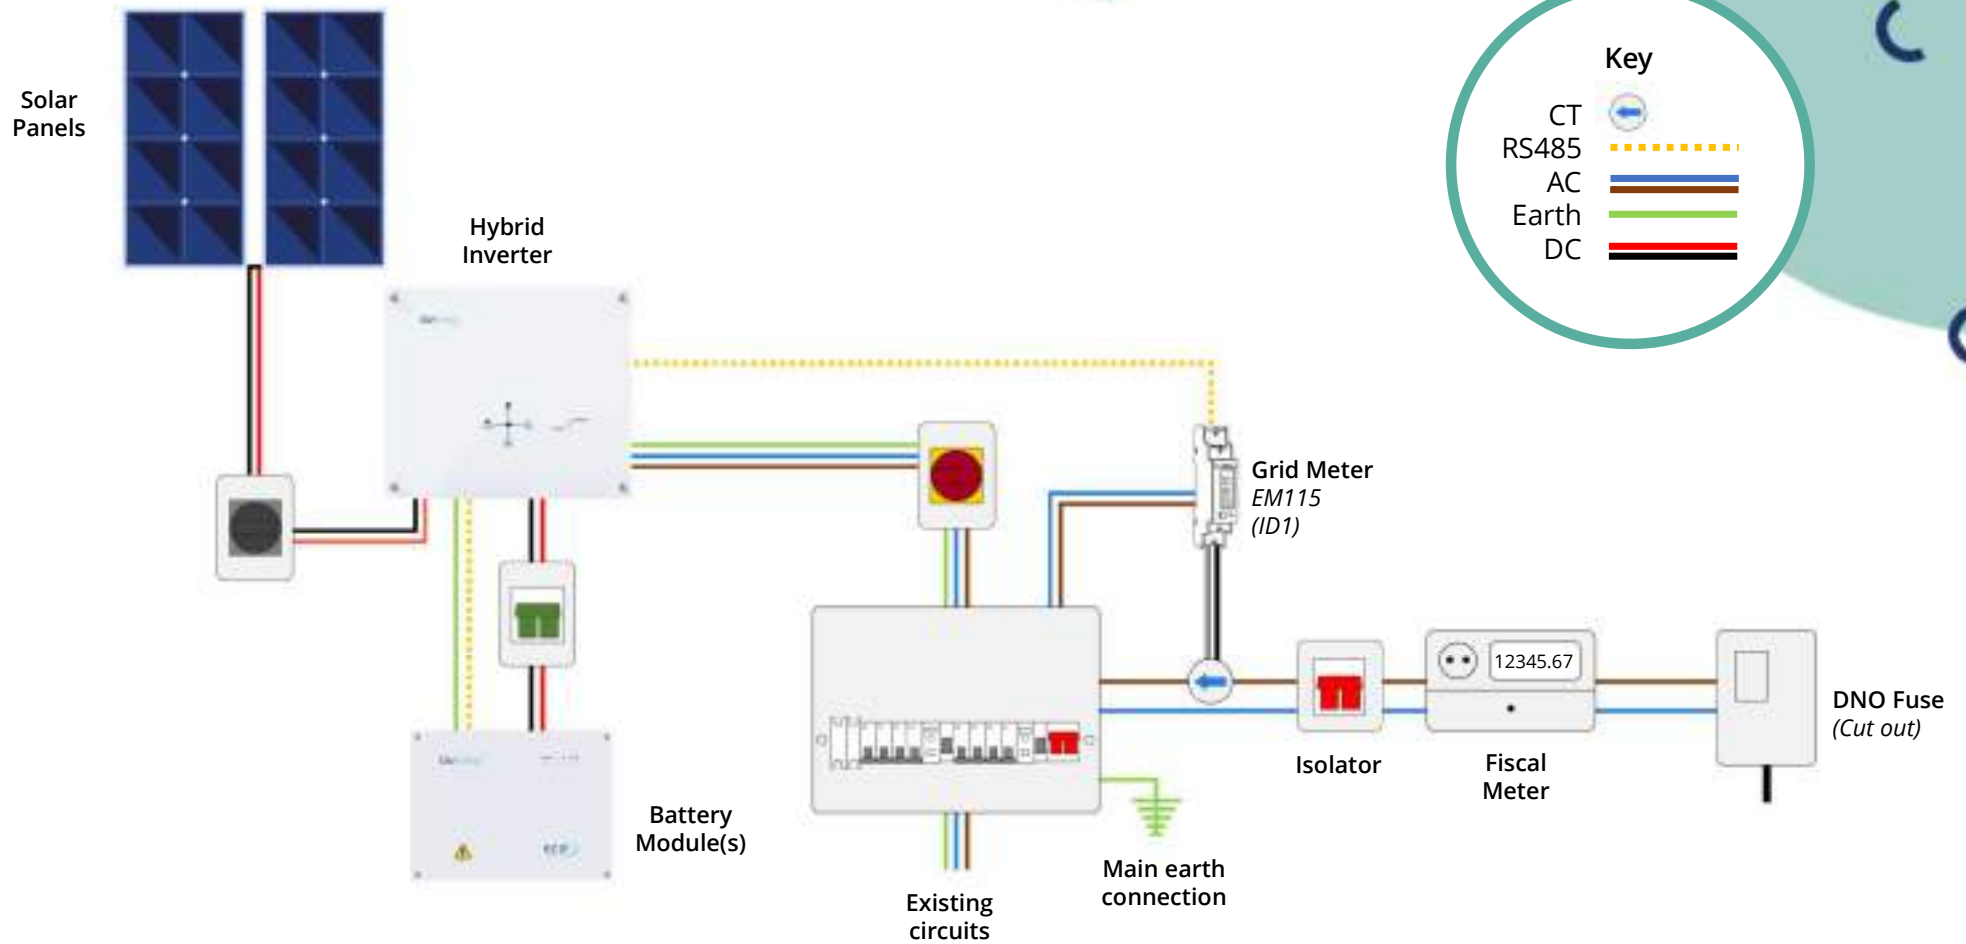 Solar
Panels
Hybrid
Inverter
Key
CT
RS485
AC
Earth
DC
Grid Meter
EM115
(ID1)
12345.67
DNO Fuse
(Cut out)
Isolator
Fiscal
Meter
Battery
Module(s)
Main earth
connection
Existing
circuits